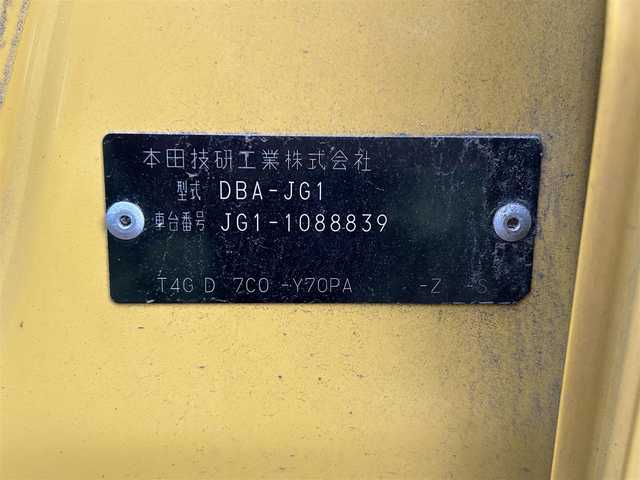 本田技研工業株式会社
型式 DBA-JG1
車台番号 JG1-1088839
T4G D 7C0 -Y70PA -Z -S